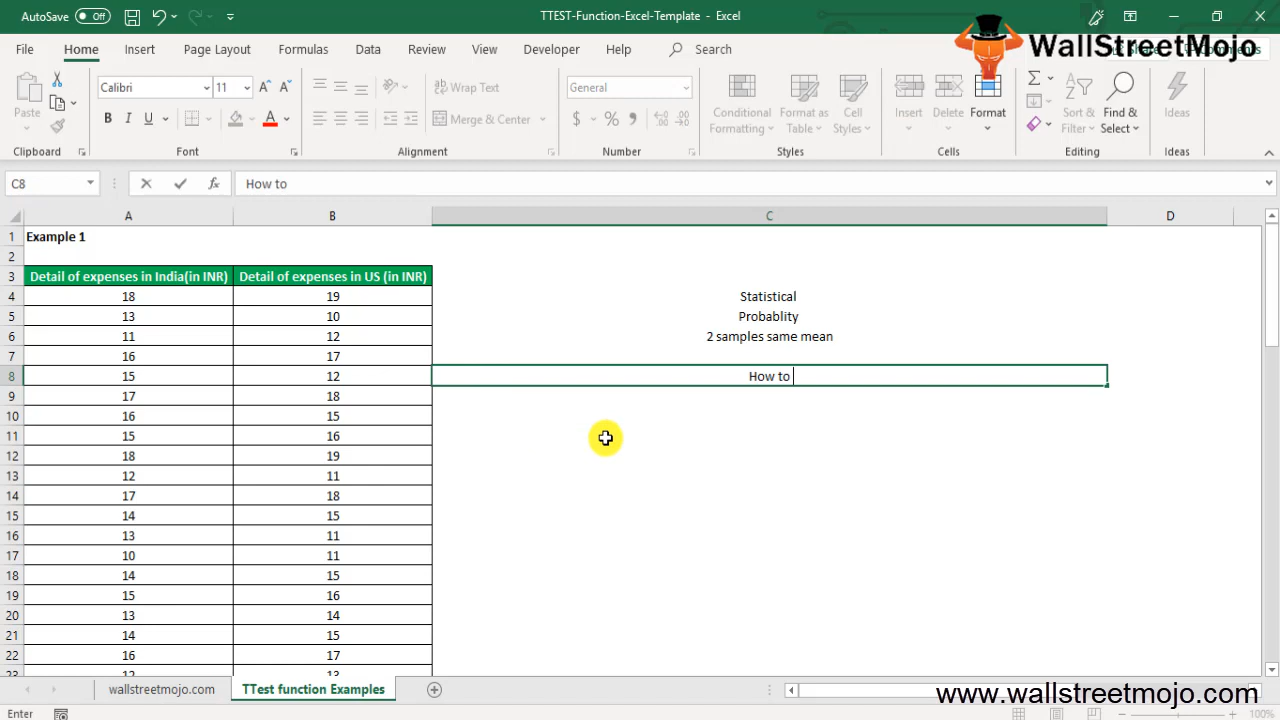 AutoSave Off TTEST-Function-Excel-Template - Excel
File Home Insert Page Layout Formulas Data Review View Developer Help Search
WallStreetMojo
Paste
Clipboard
Calibri 11
B I U
Font
Wrap Text
Merge & Center
Alignment
General
$ % ,
Number
Conditional Formatting
Format as Table
Cell Styles
Styles
Insert Delete Format
Cells
Sort & Filter
Find & Select
Editing
Ideas
Ideas
C8 fx How to
A B C D
1 Example 1
2
3 Detail of expenses in India(in INR) Detail of expenses in US (in INR)
4 18 19 Statistical
5 13 10 Probablity
6 11 12 2 samples same mean
7 16 17
8 15 12 How to
9 17 18
10 16 15
11 15 16
12 18 19
13 12 11
14 17 18
15 14 15
16 13 11
17 10 11
18 14 15
19 15 16
20 13 14
21 14 15
22 16 17
23 12 13
wallstreetmojo.com TTest function Examples
www.wallstreetmojo.com
Enter 100%